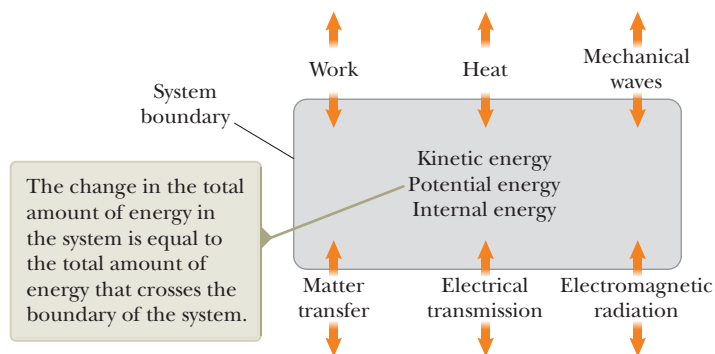 Work
Heat
Mechanical
waves
System
boundary
Kinetic energy
Potential energy
Internal energy
The change in the total
amount of energy in
the system is equal to
the total amount of
energy that crosses the
boundary of the system.
Matter
transfer
Electrical
transmission
Electromagnetic
radiation